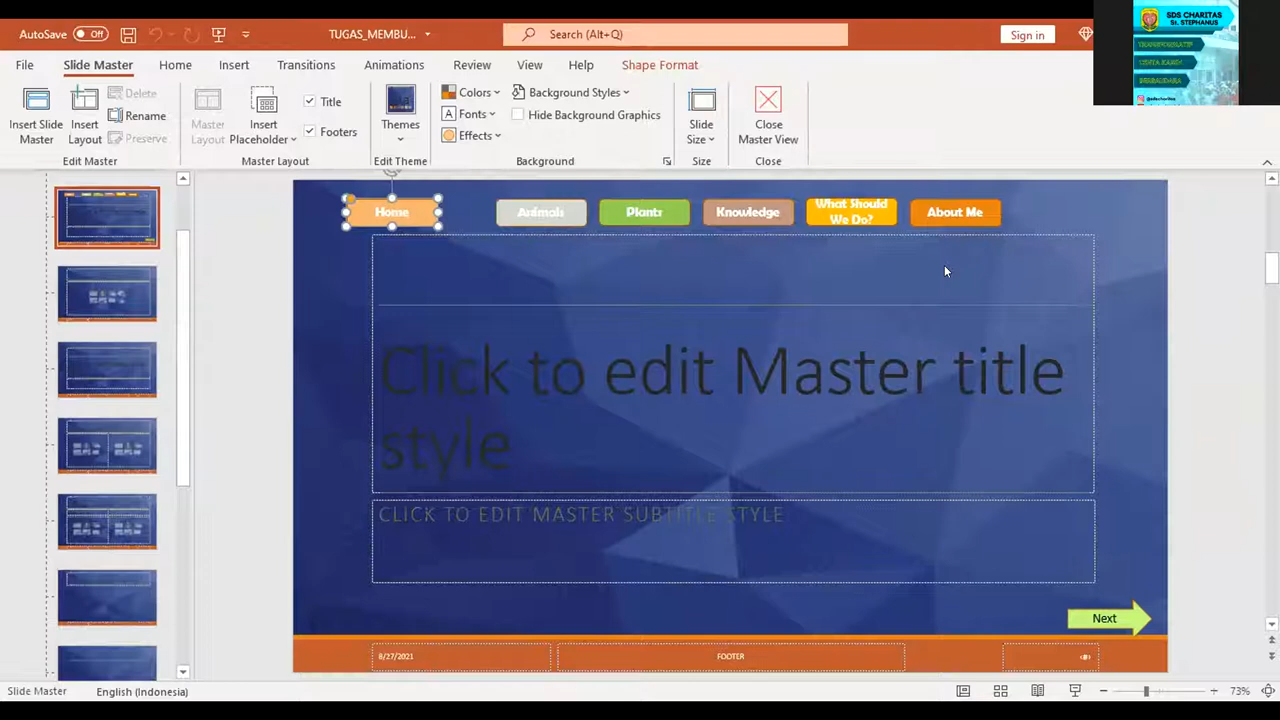 AutoSave Off TUGAS_MEMBU... Search (Alt+Q) Sign in
SDS CHARITAS
St. STEPHANUS
File Slide Master Home Insert Transitions Animations Review View Help Shape Format
Insert Slide Master
Insert Layout
Delete
Rename
Preserve
Edit Master
Master Layout
Insert Placeholder
Title
Footers
Master Layout
Themes
Edit Theme
Colors
Fonts
Effects
Background Styles
Hide Background Graphics
Background
Slide Size
Size
Close Master View
Close
Home Animals Plants Knowledge What Should We Do? About Me
Click to edit Master title
style
CLICK TO EDIT MASTER SUBTITLE STYLE
Next
8/27/2021 FOOTER ‹#›
Slide Master English (Indonesia) 73%